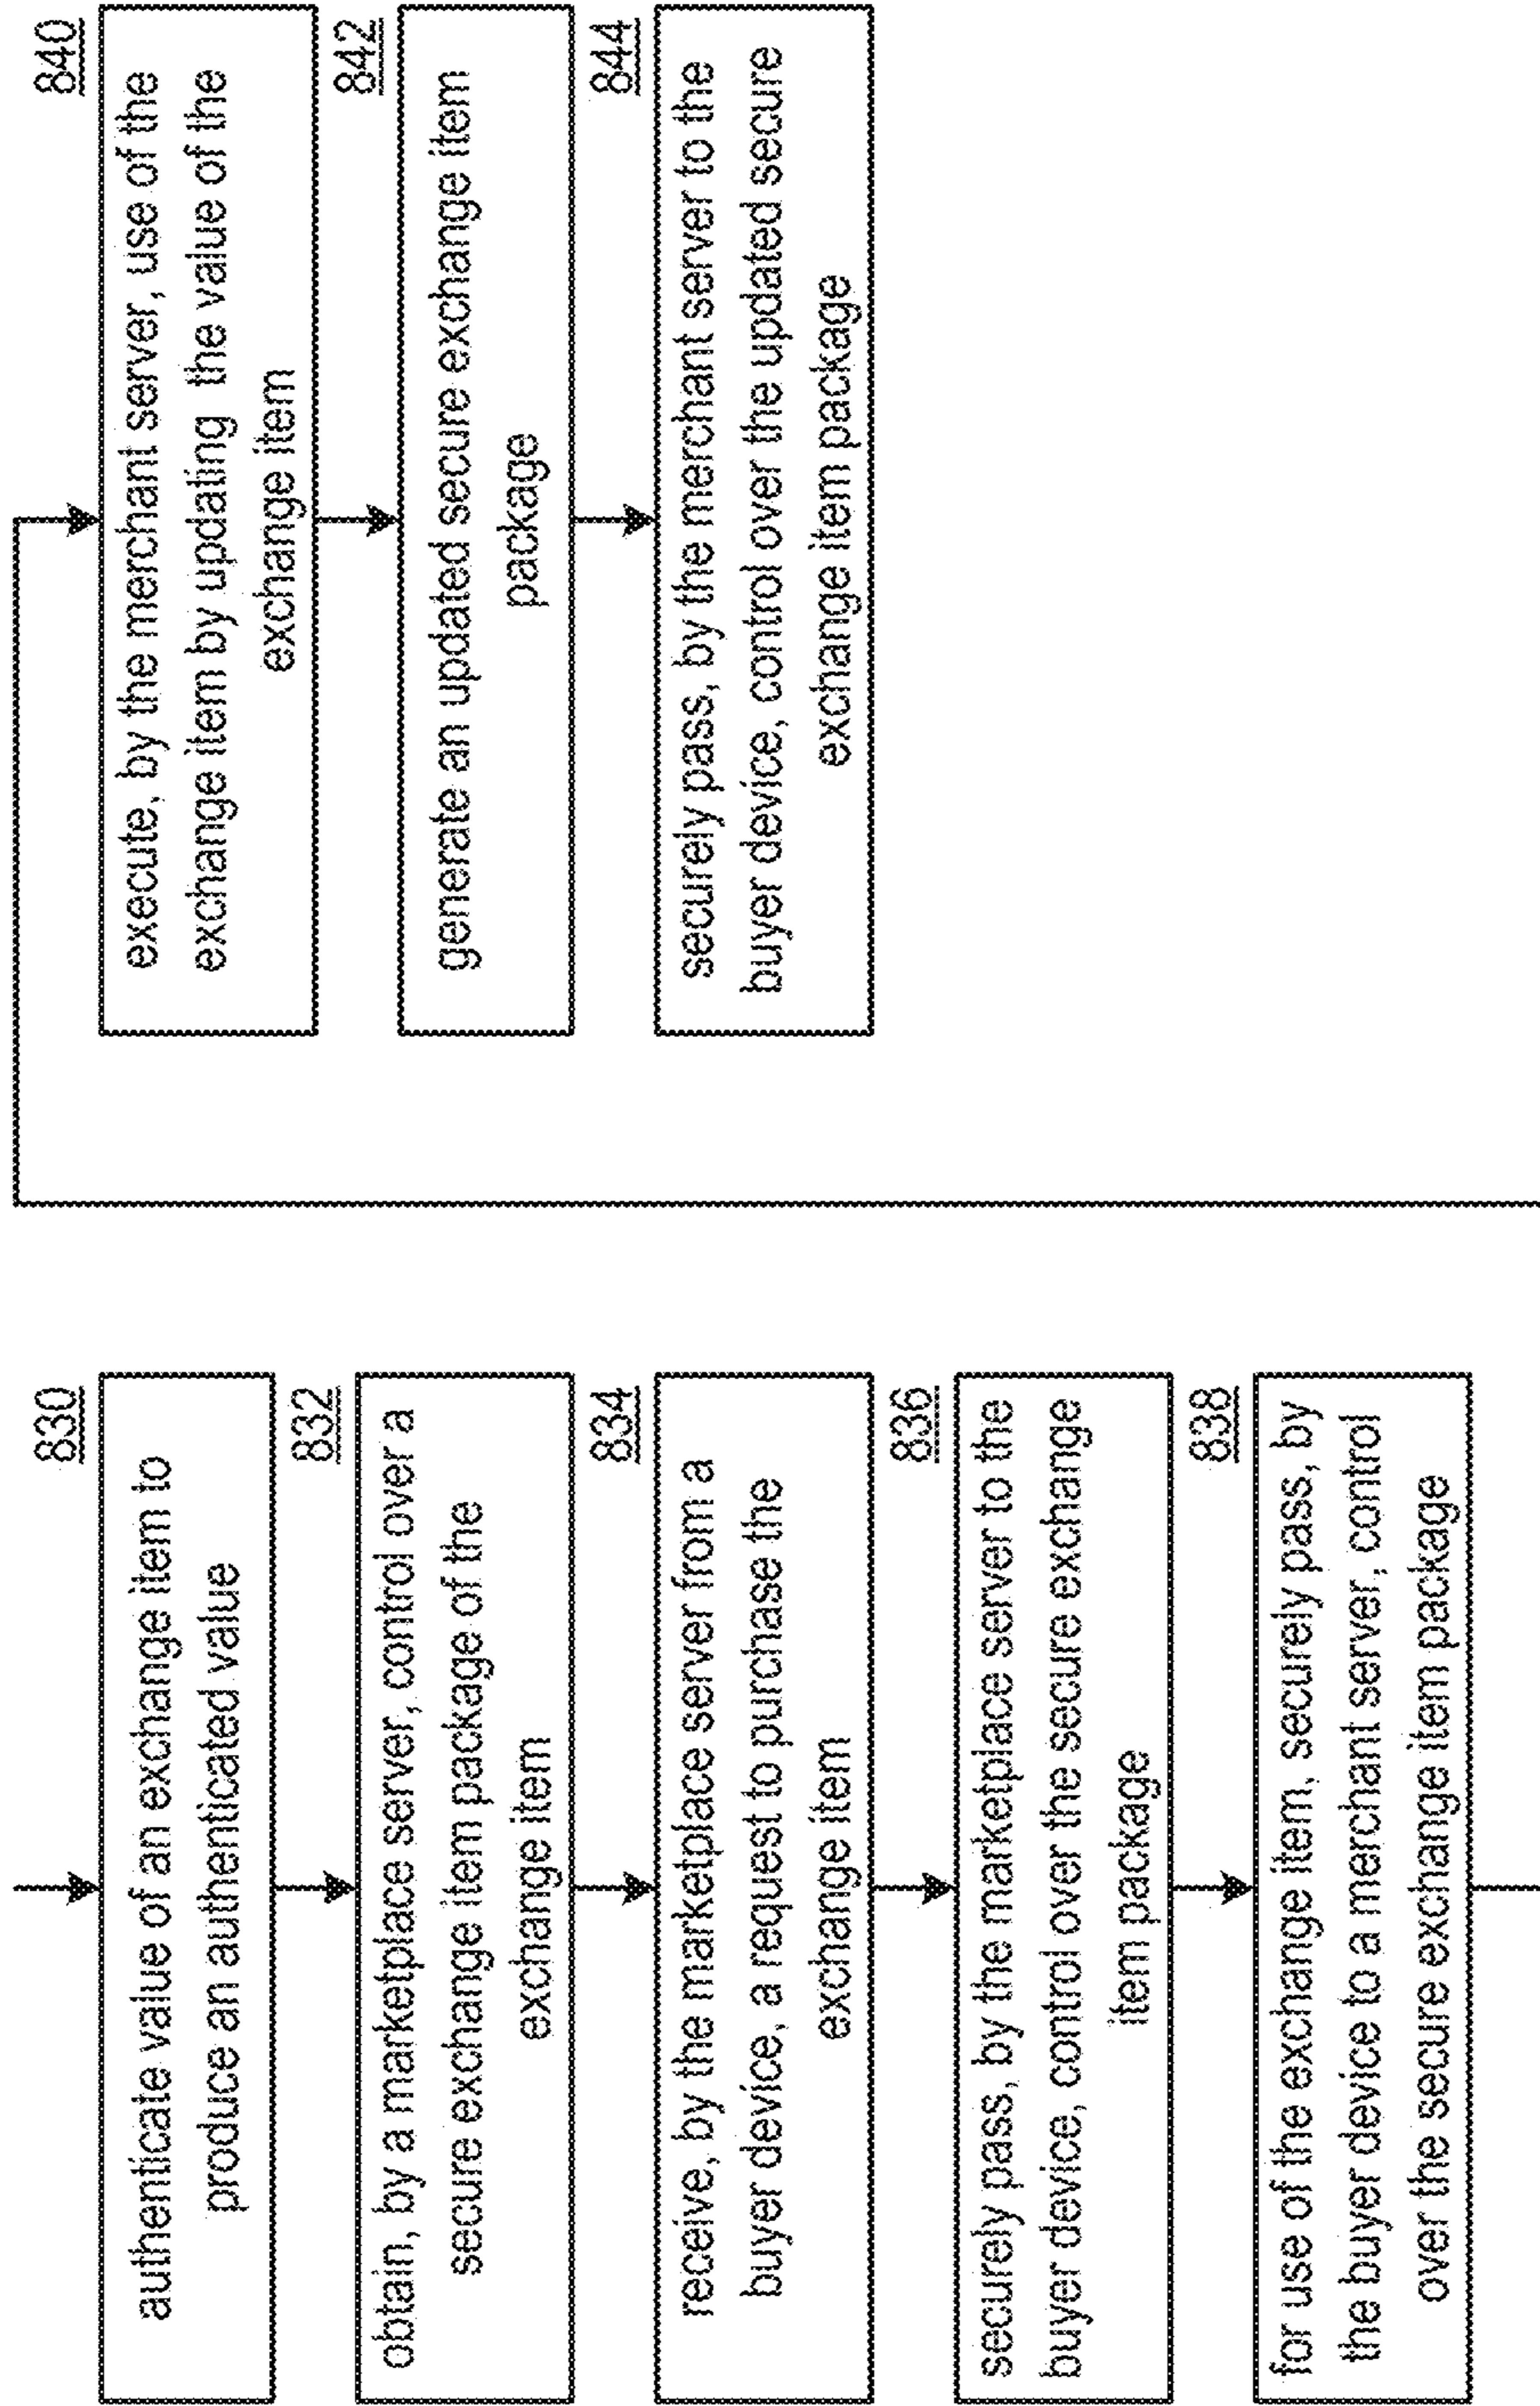 830
authenticate value of an exchange item to
produce an authenticated value
832
obtain, by a marketplace server, control over a
secure exchange item package of the
exchange item
834
receive, by the marketplace server from a
buyer device, a request to purchase the
exchange item
836
securely pass, by the marketplace server to the
buyer device, control over the secure exchange
item package
838
for use of the exchange item, securely pass, by
the buyer device to a merchant server, control
over the secure exchange item package
840
execute, by the merchant server, use of the
exchange item by updating the value of the
exchange item
842
generate an updated secure exchange item
package
844
securely pass, by the merchant server to the
buyer device, control over the updated secure
exchange item package